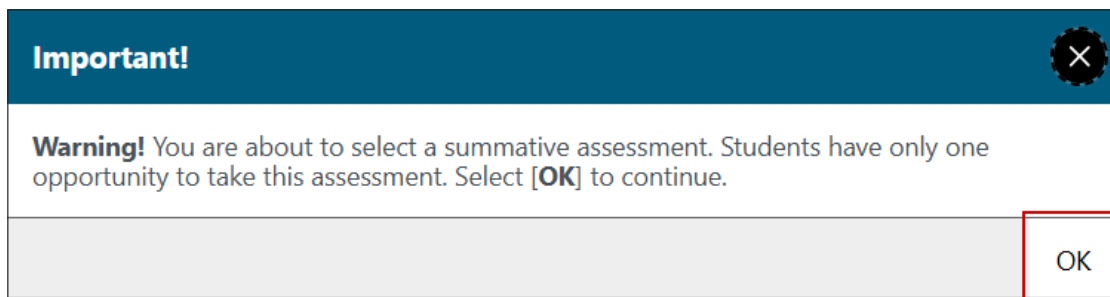 Important!
Warning! You are about to select a summative assessment. Students have only one
opportunity to take this assessment. Select [OK] to continue.
OK